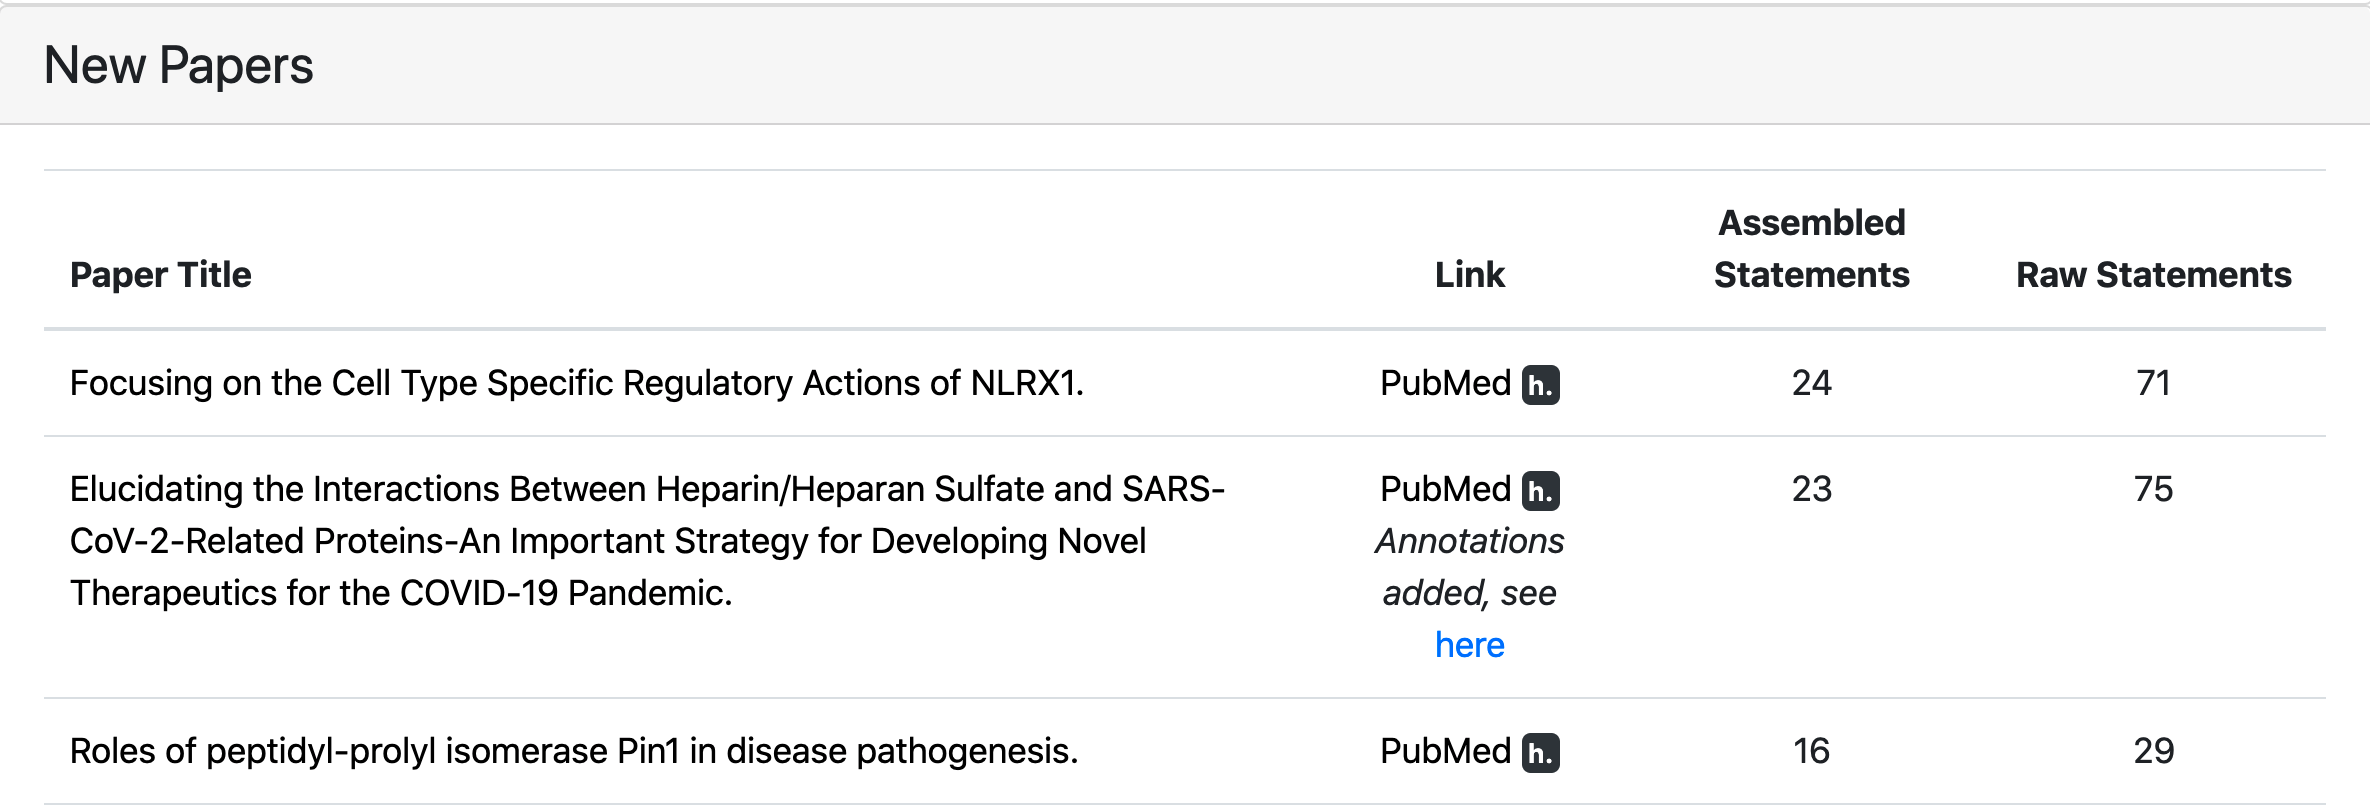 New Papers
Assembled
Paper Title Link Statements Raw Statements
Focusing on the Cell Type Specific Regulatory Actions of NLRX1. PubMed h. 24 71
Elucidating the Interactions Between Heparin/Heparan Sulfate and SARS- PubMed h. 23 75
CoV-2-Related Proteins-An Important Strategy for Developing Novel Annotations
Therapeutics for the COVID-19 Pandemic. added, see
here
Roles of peptidyl-prolyl isomerase Pin1 in disease pathogenesis. PubMed h. 16 29